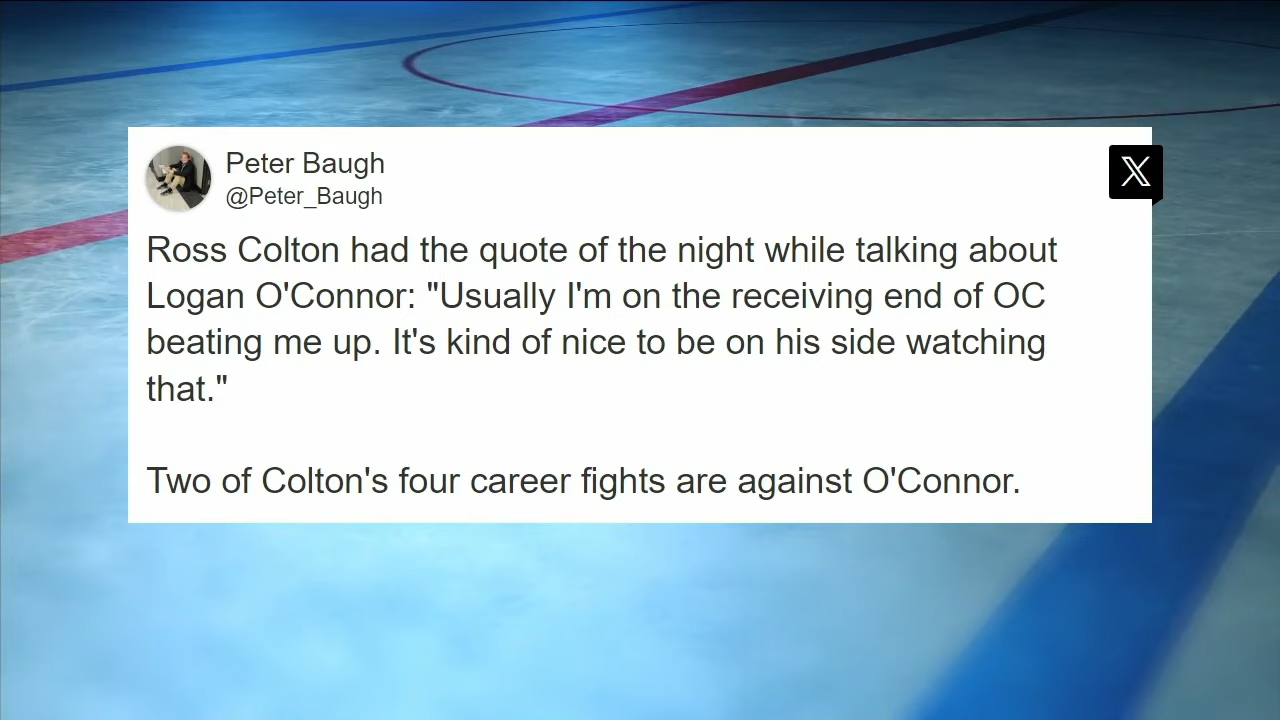 Peter Baugh
@Peter_Baugh
Ross Colton had the quote of the night while talking about
Logan O'Connor: "Usually I'm on the receiving end of OC
beating me up. It's kind of nice to be on his side watching
that."
Two of Colton's four career fights are against O'Connor.